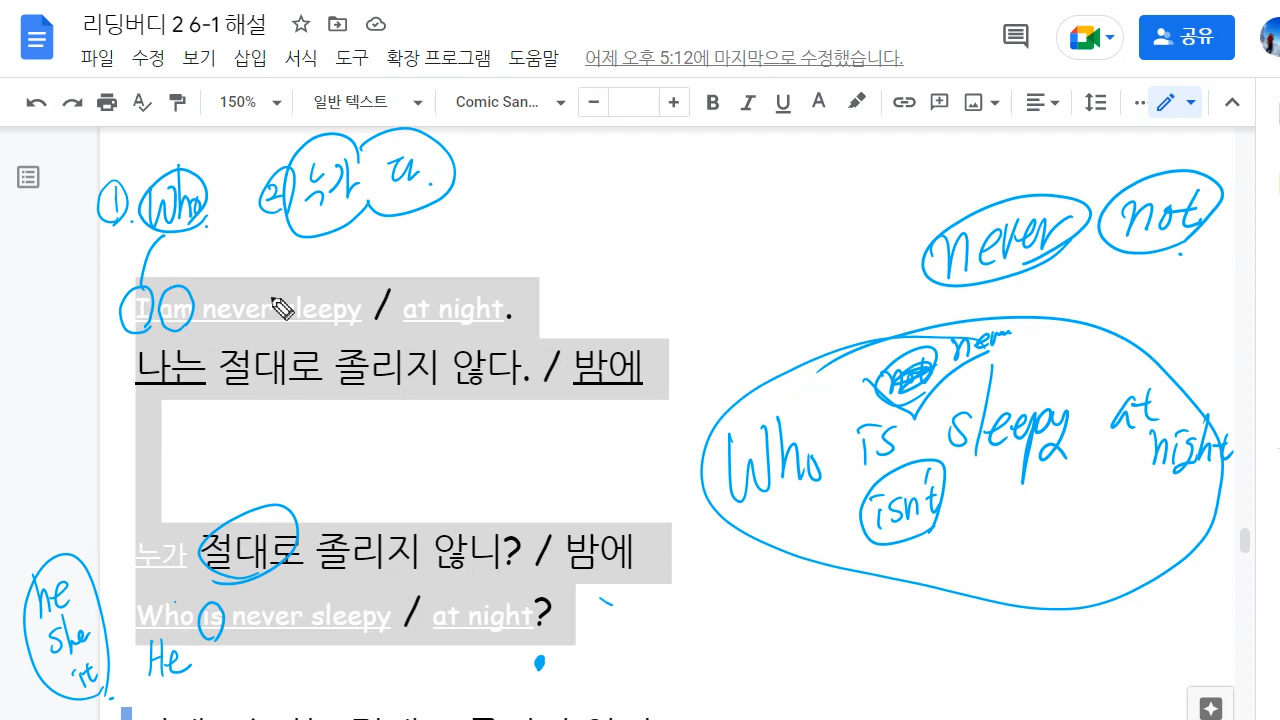 리딩버디 2 6-1 해설
공유
파일 수정 보기 삽입 서식 도구 확장 프로그램 도움말 어제 오후 5:12에 마지막으로 수정했습니다.
150% 일반 텍스트 Comic San... − + B I U A
①. Who ② 누가 다.
never not
I am never sleepy / at night.
나는 절대로 졸리지 않다. / 밤에
not never
Who is sleepy at night
isn't
누가 절대로 졸리지 않니? / 밤에
Who is never sleepy / at night?
He
he
she
it